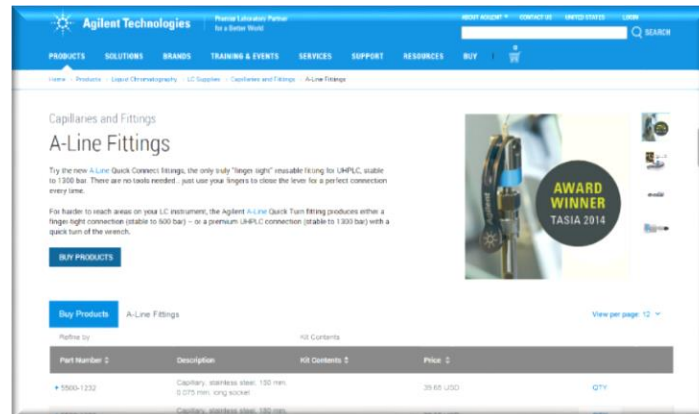 Agilent Technologies
for a Better World
ABOUT AGILENT
CONTACT US
UNITED STATES
LOGIN
SEARCH
PRODUCTS
SOLUTIONS
BRANDS
TRAINING & EVENTS
SERVICES
SUPPORT
RESOURCES
BUY
0
Home
Products
Liquid Chromatography
LC Supplies
Capillaries and Fittings
A-Line Fittings
Capillaries and Fittings
A-Line Fittings
Try the new A-Line Quick Connect fittings, the only truly "finger tight" reusable fitting for UHPLC, stable
to 1300 bar. There are no tools needed... just use your fingers to close the lever for a perfect connection
every time.
For harder to reach areas on your LC instrument, the Agilent A-Line Quick Turn fitting produces either a
finger tight connection (stable to 600 bar) – or a premium UHPLC connection (stable to 1300 bar) with a
quick turn of the wrench.
BUY PRODUCTS
AWARD
WINNER
TASIA 2014
Buy Products
A-Line Fittings
View per page: 12
Refine by
Kit Contents
Part Number
Description
Kit Contents
Price
5500-1232
Capillary, stainless steel, 150 mm,
0.075 mm, long socket
USD
QTY
Capillary, stainless steel, 150 mm,